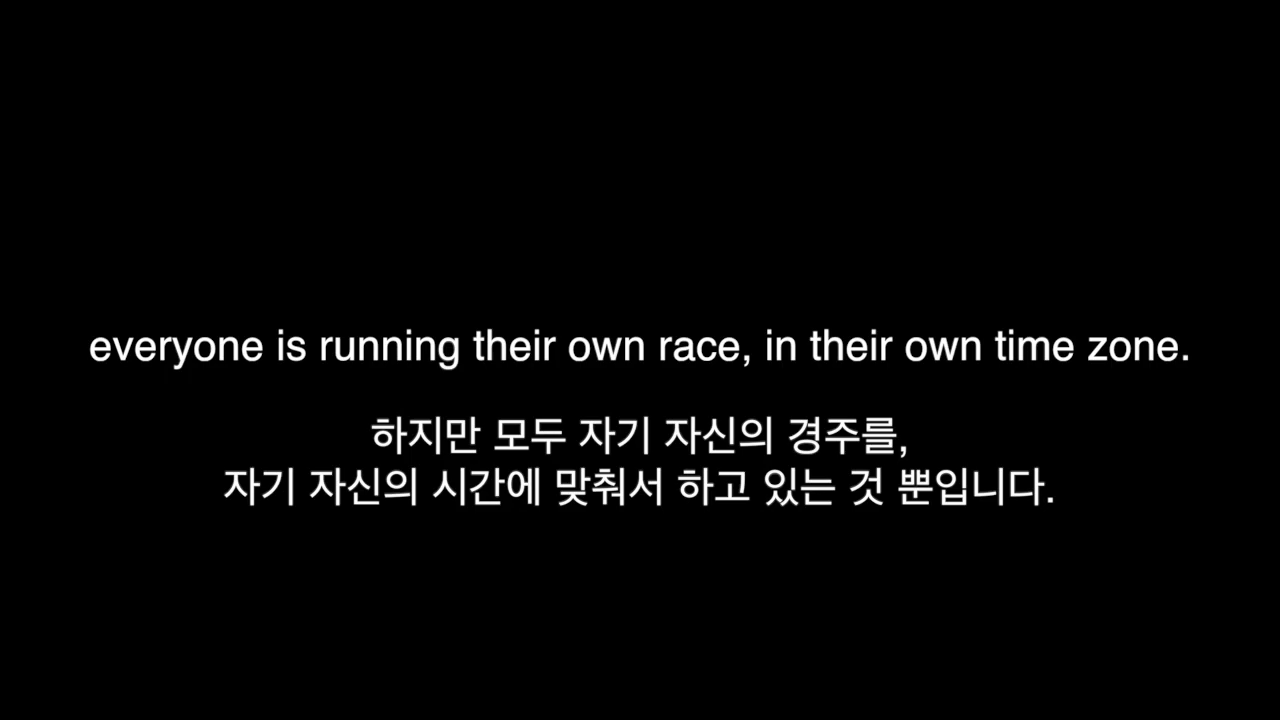 everyone is running their own race, in their own time zone.
하지만 모두 자기 자신의 경주를,
자기 자신의 시간에 맞춰서 하고 있는 것 뿐입니다.